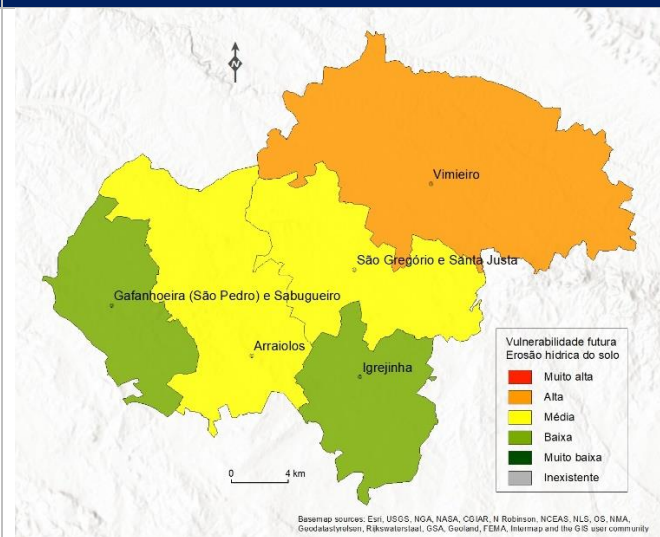 N
Vimieiro
São Gregório e Santa Justa
Gafanhoeira (São Pedro) e Sabugueiro
Arraiolos
Igrejinha
Vulnerabilidade futura
Erosão hídrica do solo
Muito alta
Alta
Média
Baixa
Muito baixa
Inexistente
0 4 km
Basemap sources: Esri, USGS, NGA, NASA, CGIAR, N Robinson, NCEAS, NLS, OS, NMA,
Geodatastyrelsen, Rijkswaterstaat, GSA, Geoland, FEMA, Intermap and the GIS user community